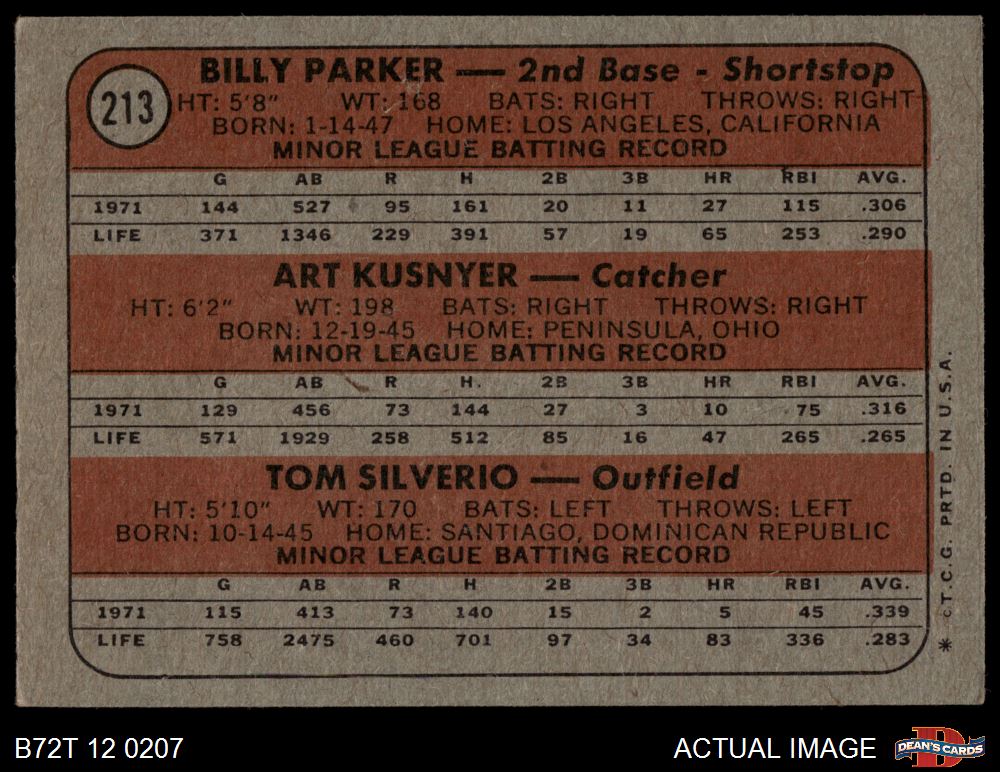 213
BILLY PARKER — 2nd Base - Shortstop
HT: 5'8" WT: 168 BATS: RIGHT THROWS: RIGHT
BORN: 1-14-47 HOME: LOS ANGELES, CALIFORNIA
MINOR LEAGUE BATTING RECORD
G AB R H 2B 3B HR RBI AVG.
1971 144 527 95 161 20 11 27 115 .306
LIFE 371 1346 229 391 57 19 65 253 .290
ART KUSNYER — Catcher
HT: 6'2" WT: 198 BATS: RIGHT THROWS: RIGHT
BORN: 12-19-45 HOME: PENINSULA, OHIO
MINOR LEAGUE BATTING RECORD
G AB R H. 2B 3B HR RBI AVG.
1971 129 456 73 144 27 3 10 75 .316
LIFE 571 1929 258 512 85 16 47 265 .265
TOM SILVERIO — Outfield
HT: 5'10" WT: 170 BATS: LEFT THROWS: LEFT
BORN: 10-14-45 HOME: SANTIAGO, DOMINICAN REPUBLIC
MINOR LEAGUE BATTING RECORD
G AB R H 2B 3B HR RBI AVG.
1971 115 413 73 140 15 2 5 45 .339
LIFE 758 2475 460 701 97 34 83 336 .283
* © T.C.G. PRTD. IN U.S.A.
B72T 12 0207
ACTUAL IMAGE
D
DEAN'S CARDS